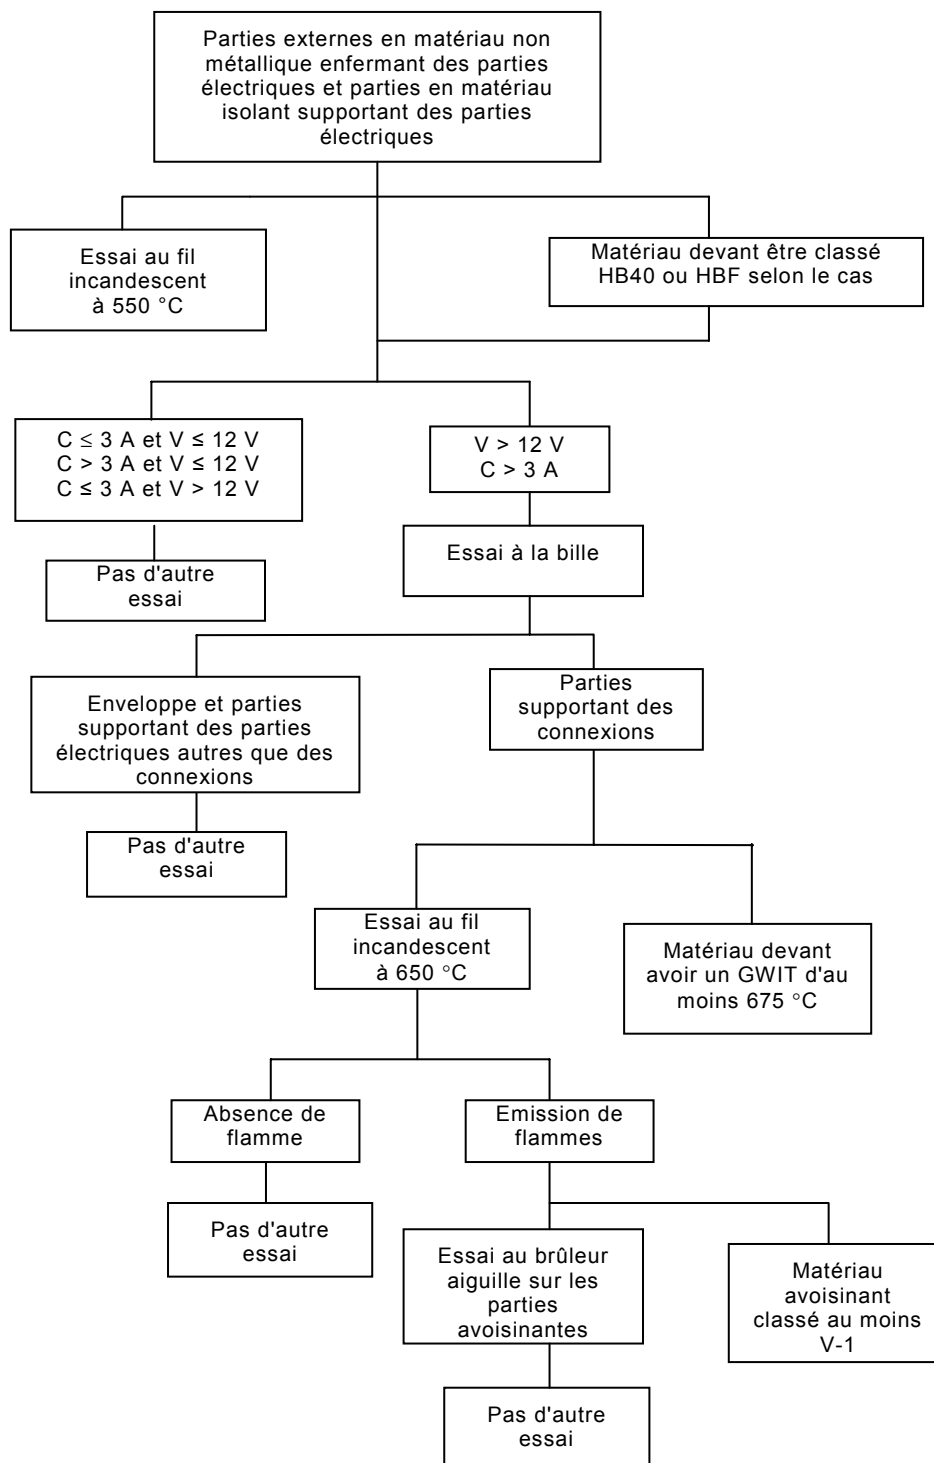 Parties externes en matériau non
métallique enfermant des parties
électriques et parties en matériau
isolant supportant des parties
électriques
Essai au fil
incandescent
à 550 °C
Matériau devant être classé
HB40 ou HBF selon le cas
C ≤ 3 A et V ≤ 12 V
C > 3 A et V ≤ 12 V
C ≤ 3 A et V > 12 V
V > 12 V
C > 3 A
Pas d'autre
essai
Essai à la bille
Enveloppe et parties
supportant des parties
électriques autres que des
connexions
Parties
supportant des
connexions
Pas d'autre
essai
Essai au fil
incandescent
à 650 °C
Matériau devant
avoir un GWIT d'au
moins 675 °C
Absence de
flamme
Emission de
flammes
Pas d'autre
essai
Essai au brûleur
aiguille sur les
parties
avoisinantes
Matériau
avoisinant
classé au moins
V-1
Pas d'autre
essai